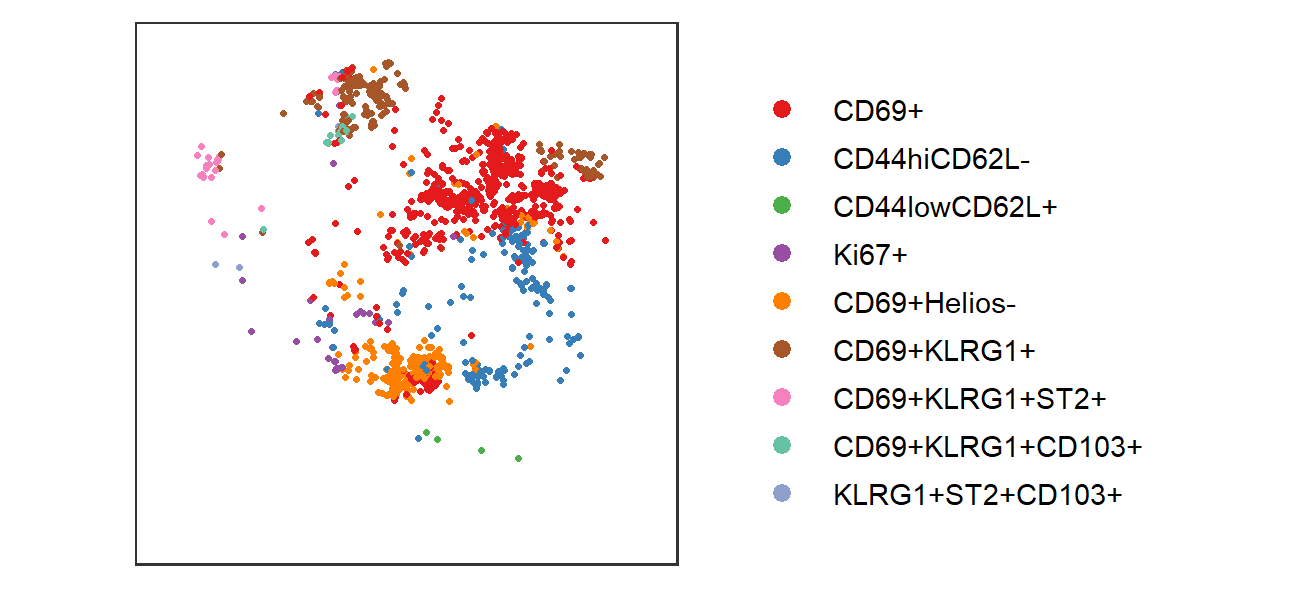 CD69+
CD44hiCD62L-
CD44lowCD62L+
Ki67+
CD69+Helios-
CD69+KLRG1+
CD69+KLRG1+ST2+
CD69+KLRG1+CD103+
KLRG1+ST2+CD103+